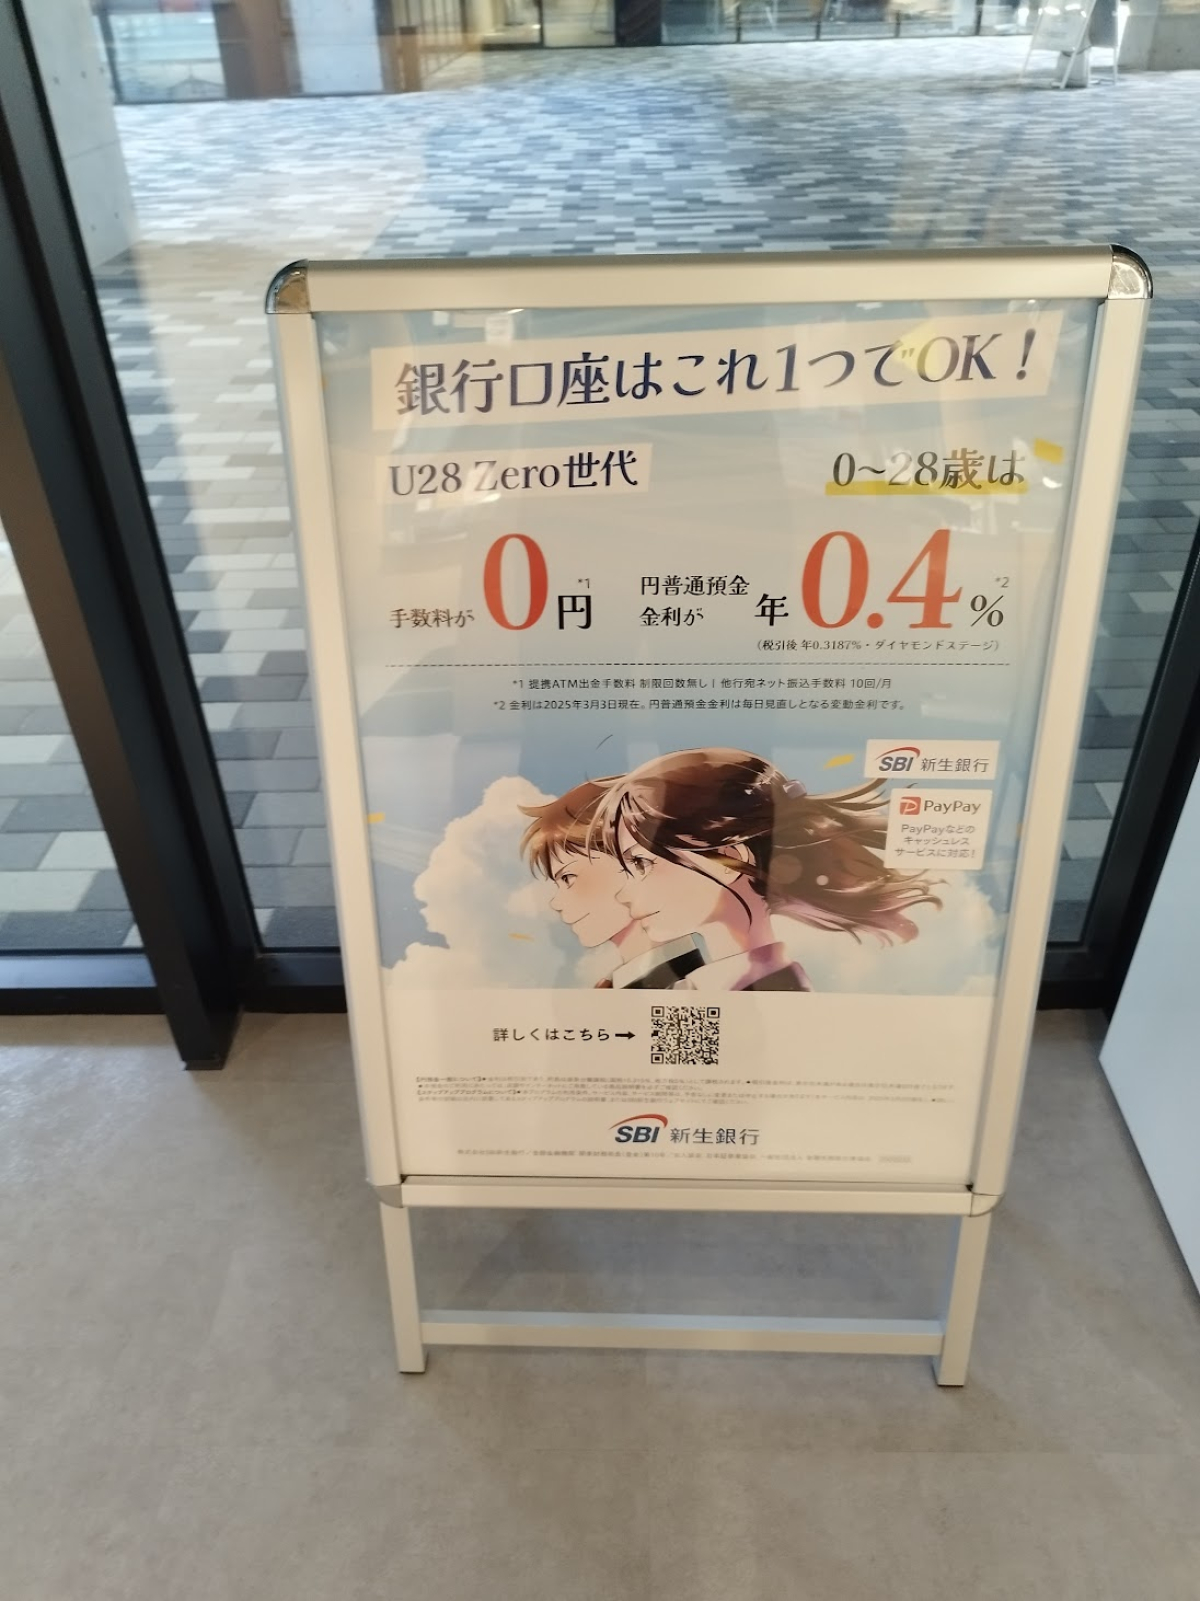 銀行口座はこれ1つでOK!
U28 Zero世代
0~28歳は
手数料が0円*1
円普通預金
金利が
年0.4%*2
(税引後 年0.3187%・ダイヤモンドステージ)
*1 提携ATM出金手数料 制限回数無し | 他行宛ネット振込手数料 10回/月
*2 金利は2025年3月3日現在。円普通預金金利は毎日見直しとなる変動金利です。
SBI 新生銀行
PayPay
PayPayなどの
キャッシュレス
サービスに対応!
詳しくはこちら→
SBI 新生銀行